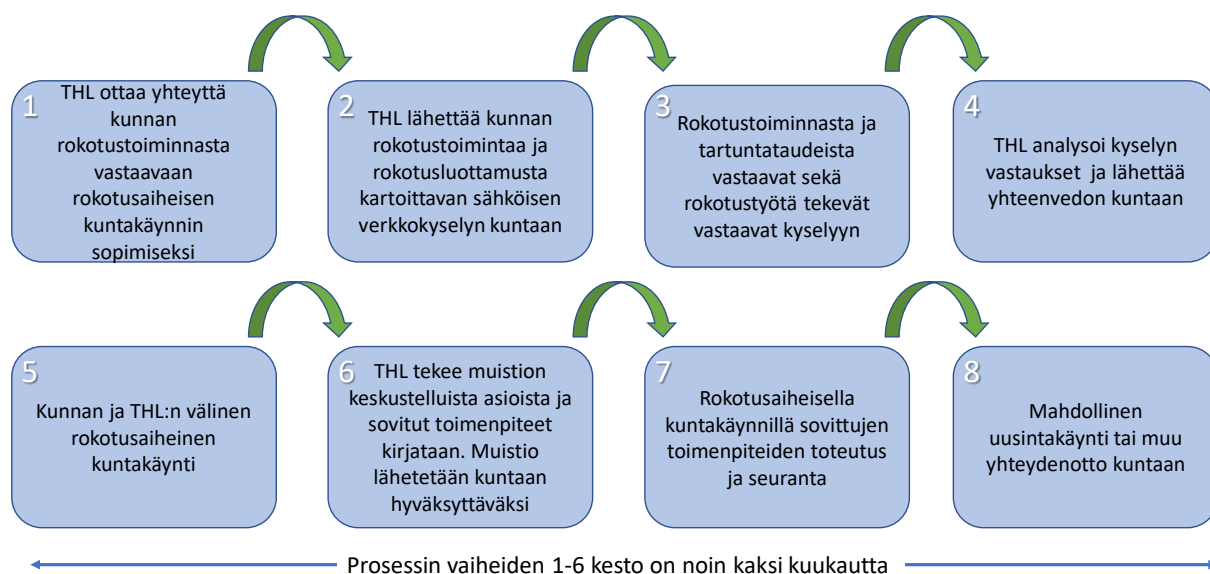 1
THL ottaa yhteyttä
kunnan
rokotustoiminnasta
vastaavaan
rokotusaiheisen
kuntakäynnin
sopimiseksi
2
THL lähettää kunnan
rokotustoimintaa ja
rokotusluottamusta
kartoittavan sähköisen
verkkokyselyn kuntaan
3
Rokotustoiminnasta ja
tartuntataudeista
vastaavat sekä
rokotustyötä tekevät
vastaavat kyselyyn
4
THL analysoi kyselyn
vastaukset ja lähettää
yhteenvedon kuntaan
5
Kunnan ja THL:n välinen
rokotusaiheinen
kuntakäynti
6
THL tekee muistion
keskustelluista asioista ja
sovitut toimenpiteet
kirjataan. Muistio
lähetetään kuntaan
hyväksyttäväksi
7
Rokotusaiheisella
kuntakäynnillä sovittujen
toimenpiteiden toteutus
ja seuranta
8
Mahdollinen
uusintakäynti tai muu
yhteydenotto kuntaan
Prosessin vaiheiden 1-6 kesto on noin kaksi kuukautta